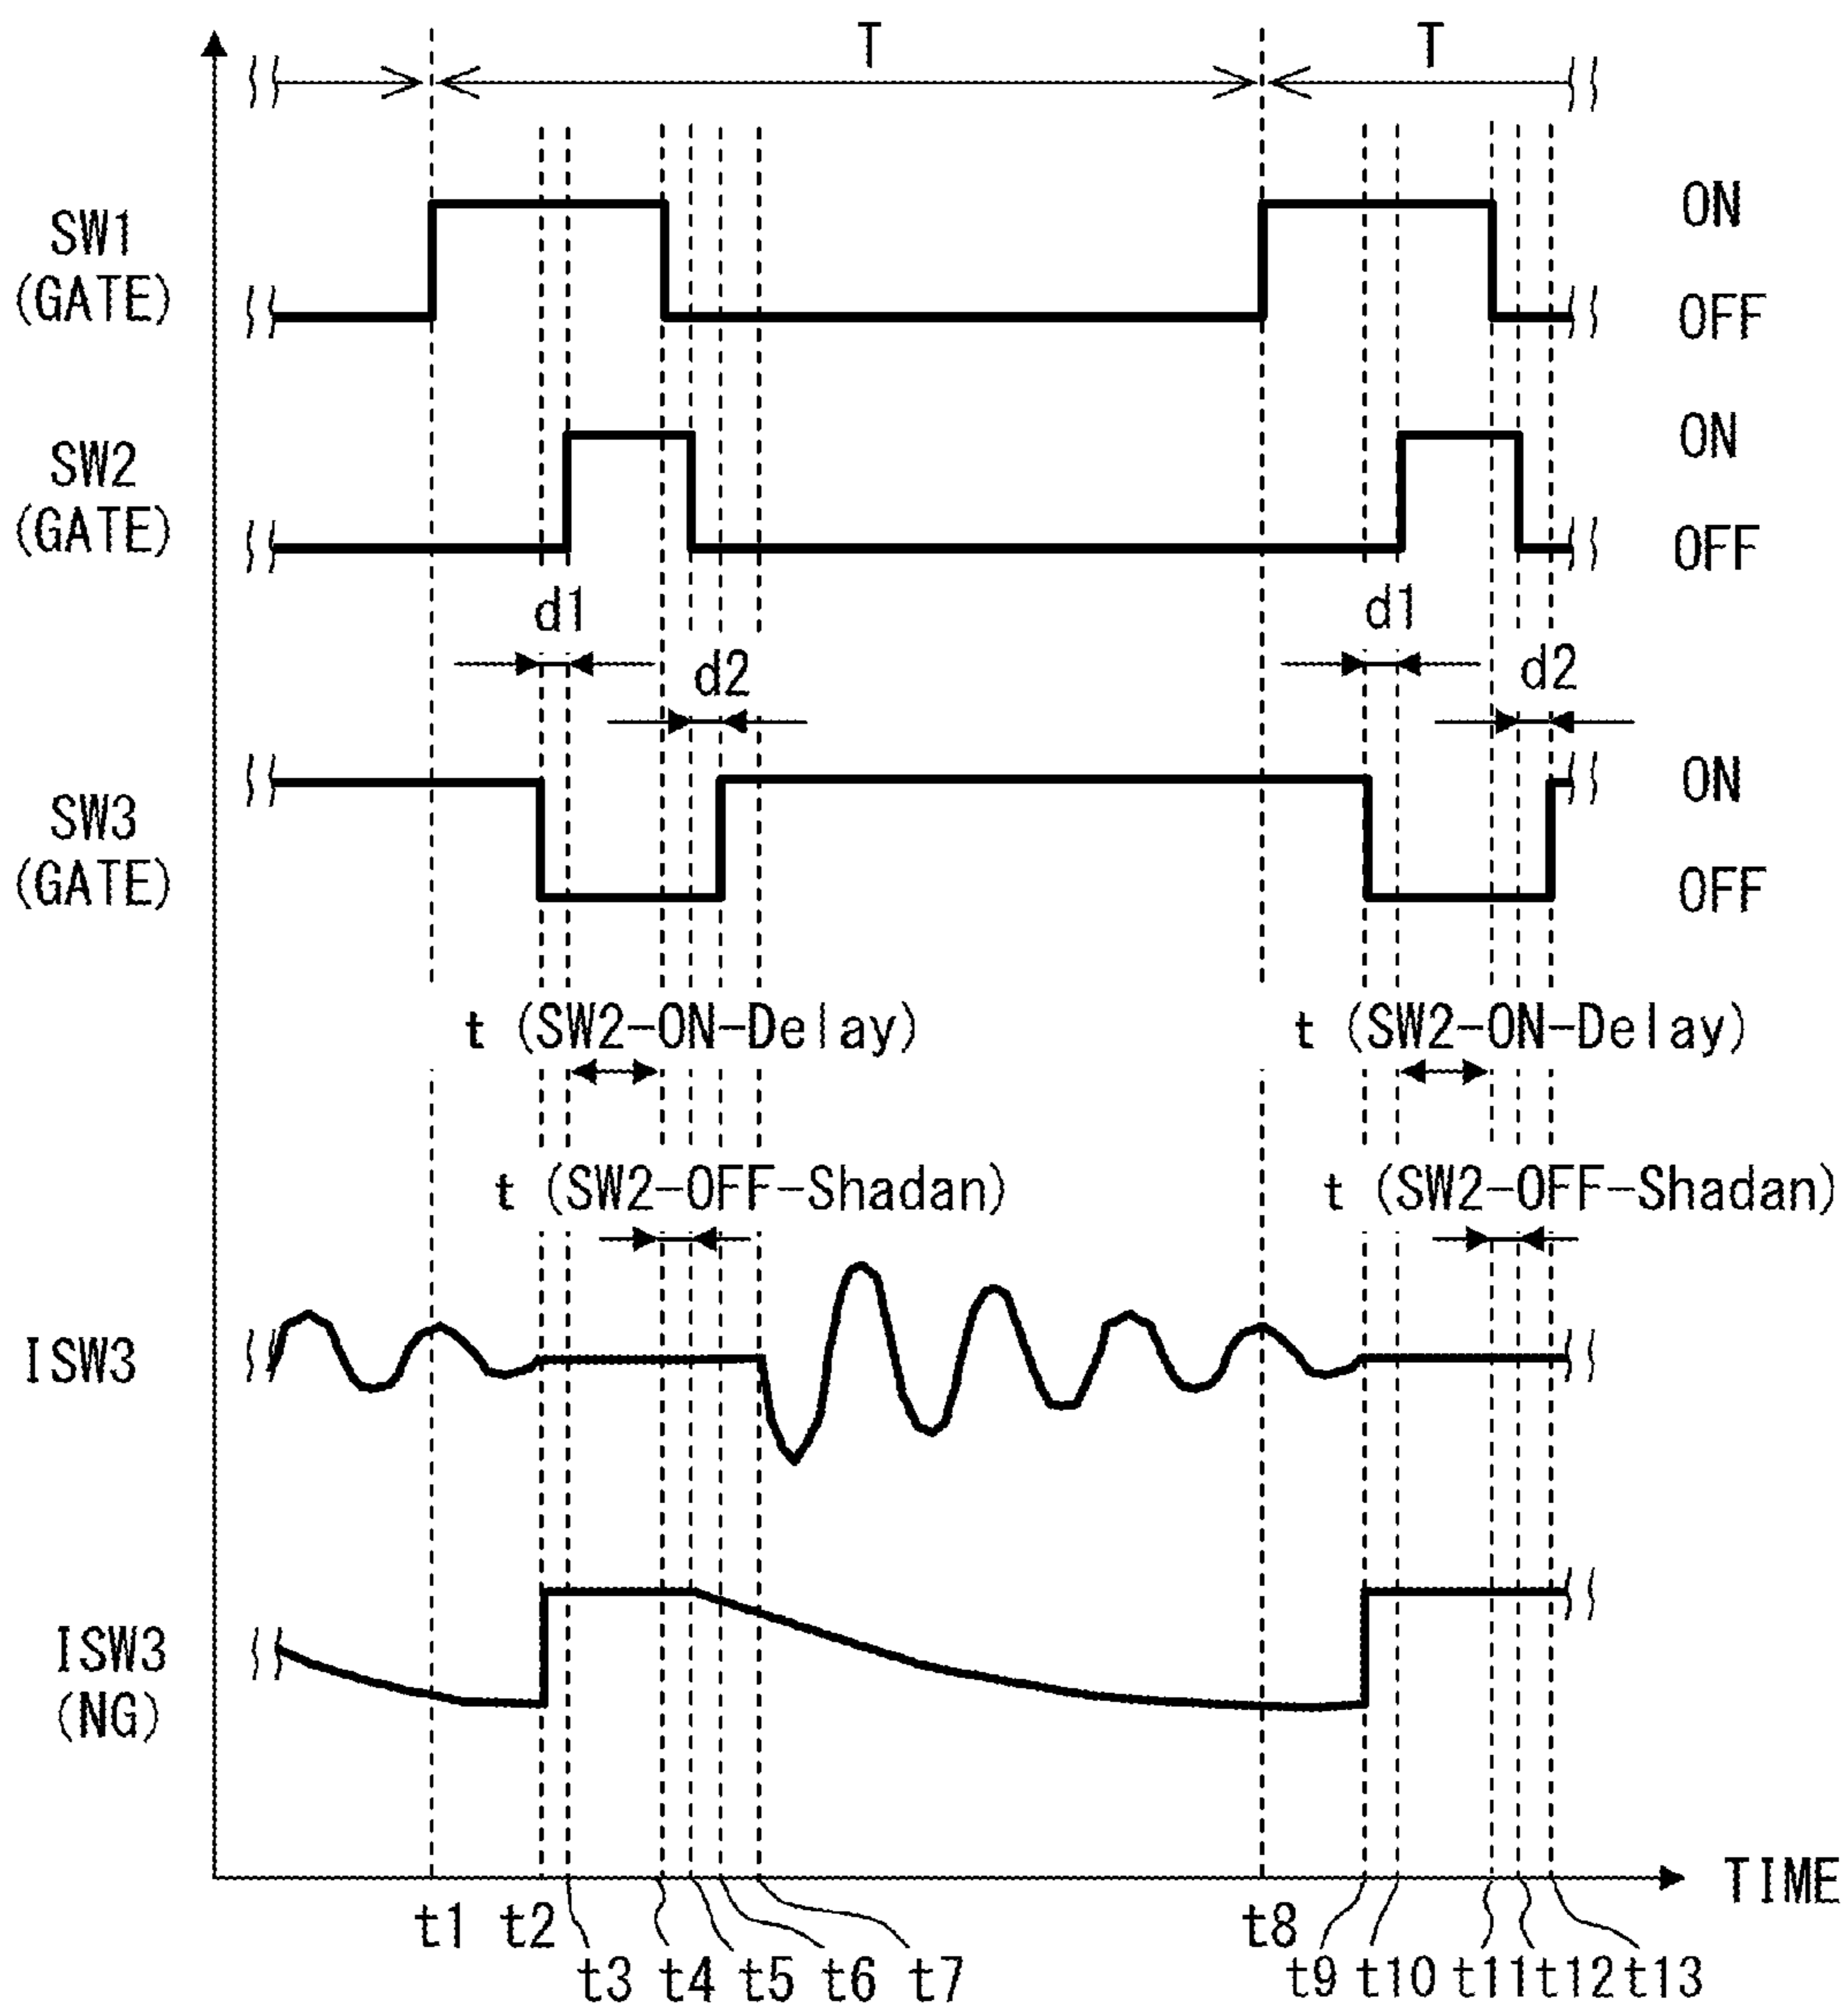 T T
SW1
(GATE)
ON
OFF
SW2
(GATE)
ON
OFF
d1 d1
d2 d2
SW3
(GATE)
ON
OFF
t (SW2-ON-Delay) t (SW2-ON-Delay)
t (SW2-OFF-Shadan) t (SW2-OFF-Shadan)
ISW3
ISW3
(NG)
TIME
t1 t2 t8
t3 t4 t5 t6 t7 t9 t10 t11 t12 t13